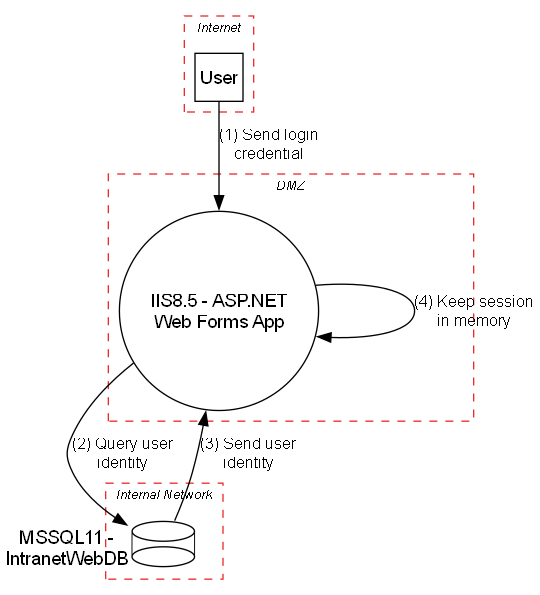 Internet
User
(1) Send login
credential
DMZ
IIS8.5 - ASP.NET
Web Forms App
(4) Keep session
in memory
(2) Query user
identity
(3) Send user
identity
Internal Network
MSSQL11 -
IntranetWebDB